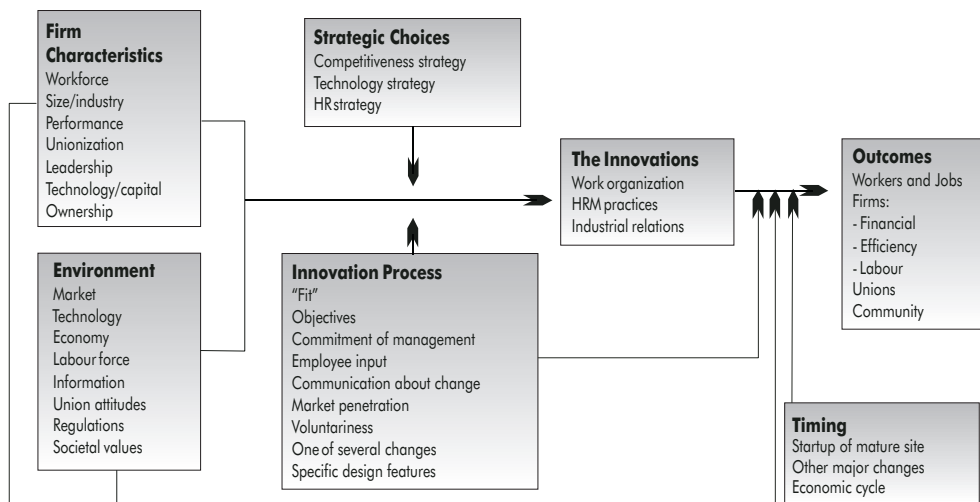 Firm
Characteristics
Workforce
Size/industry
Performance
Unionization
Leadership
Technology/capital
Ownership
Environment
Market
Technology
Economy
Labour force
Information
Union attitudes
Regulations
Societal values
Strategic Choices
Competitiveness strategy
Technology strategy
HR strategy
Innovation Process
"Fit"
Objectives
Commitment of management
Employee input
Communication about change
Market penetration
Voluntariness
One of several changes
Specific design features
The Innovations
Work organization
HRM practices
Industrial relations
Outcomes
Workers and Jobs
Firms:
- Financial
- Efficiency
- Labour
Unions
Community
Timing
Startup of mature site
Other major changes
Economic cycle